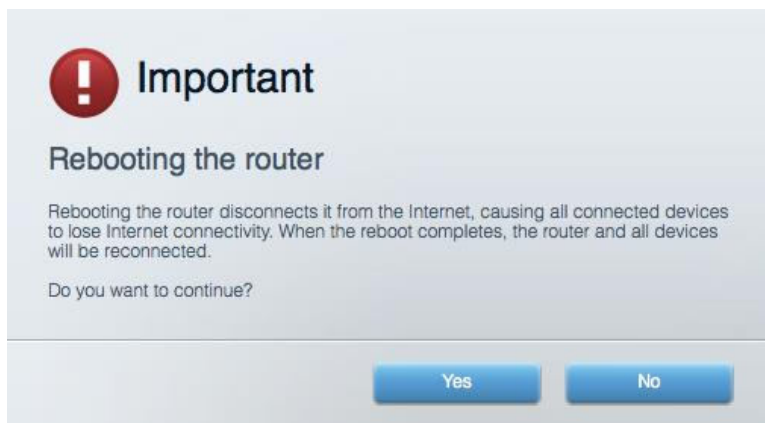 Important
Rebooting the router
Rebooting the router disconnects it from the Internet, causing all connected devices
to lose Internet connectivity. When the reboot completes, the router and all devices
will be reconnected.
Do you want to continue?
Yes No